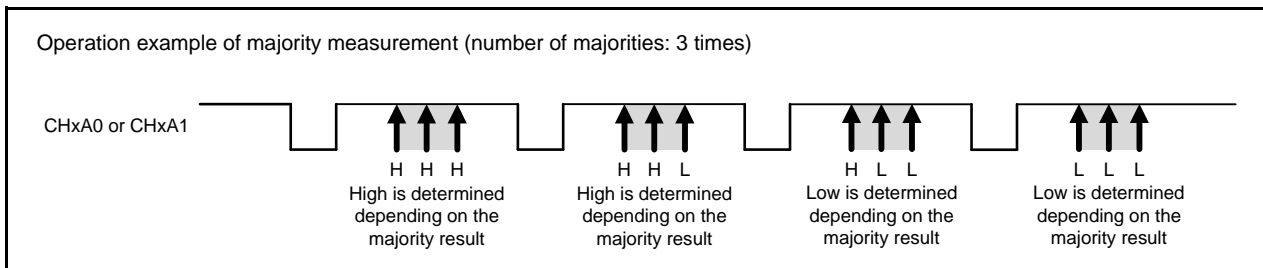 Operation example of majority measurement (number of majorities: 3 times)
CHxA0 or CHxA1
H H H
High is determined
depending on the
majority result
H H L
High is determined
depending on the
majority result
H L L
Low is determined
depending on the
majority result
L L L
Low is determined
depending on the
majority result